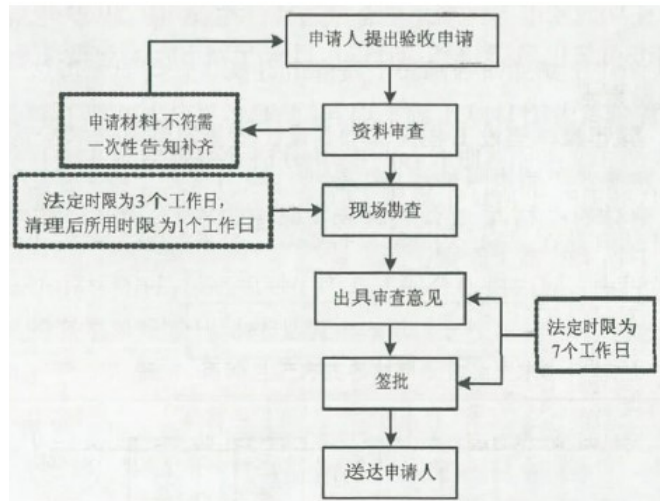 申请人提出验收申请
申请材料不符需
一次性告知补齐
资料审查
法定时限为3个工作日,
清理后所用时限为1个工作日
现场勘查
出具审查意见
法定时限为
7个工作日
签批
送达申请人